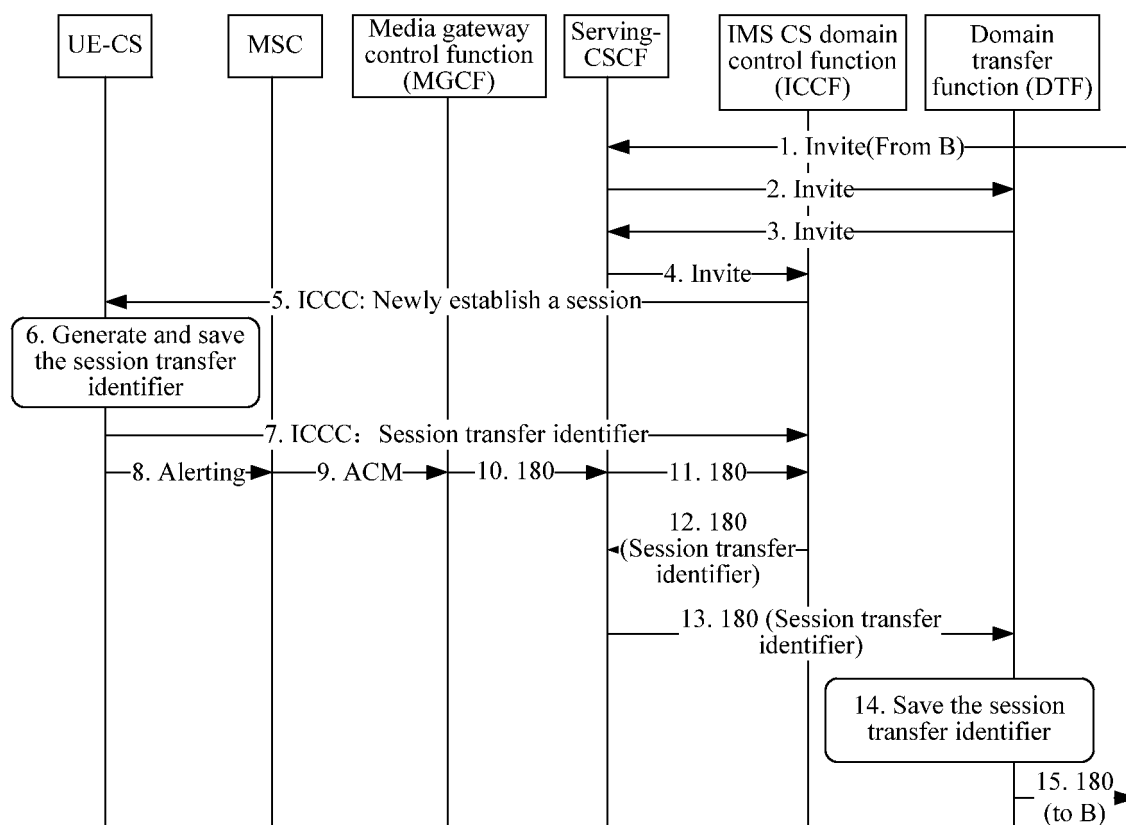 UE-CS
MSC
Media gateway
control function
(MGCF)
Serving-
CSCF
IMS CS domain
control function
(ICCF)
Domain
transfer
function (DTF)
1. Invite(From B)
2. Invite
3. Invite
4. Invite
5. ICCC: Newly establish a session
6. Generate and save
the session transfer
identifier
7. ICCC：Session transfer identifier
8. Alerting
9. ACM
10. 180
11. 180
12. 180
(Session transfer
identifier)
13. 180 (Session transfer
identifier)
14. Save the session
transfer identifier
15. 180
(to B)